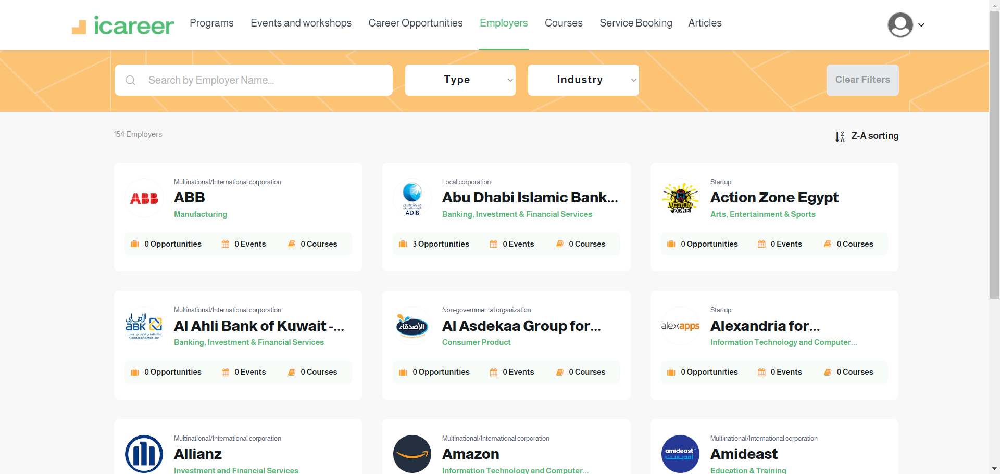 icareer
Programs
Events and workshops
Career Opportunities
Employers
Courses
Service Booking
Articles
Search by Employer Name...
Type
Industry
Clear Filters
154 Employers
Z-A sorting
ABB
Multinational/International corporation
ABB
Manufacturing
0 Opportunities
0 Events
0 Courses
ADIB
Local corporation
Abu Dhabi Islamic Bank...
Banking, Investment & Financial Services
3 Opportunities
0 Events
0 Courses
ACTION
ZONE
Startup
Action Zone Egypt
Arts, Entertainment & Sports
0 Opportunities
0 Events
0 Courses
الأهلي
ABK
Multinational/International corporation
Al Ahli Bank of Kuwait -...
Banking, Investment & Financial Services
0 Opportunities
0 Events
0 Courses
الأصدقاء
Non-governmental organization
Al Asdekaa Group for...
Consumer Product
0 Opportunities
0 Events
0 Courses
alexapps
Startup
Alexandria for...
Information Technology and Computer...
0 Opportunities
0 Events
0 Courses
Multinational/International corporation
Allianz
Investment and Financial Services
Multinational/International corporation
Amazon
Information Technology and Computer...
amideast
أمديست
Multinational/International corporation
Amideast
Education & Training